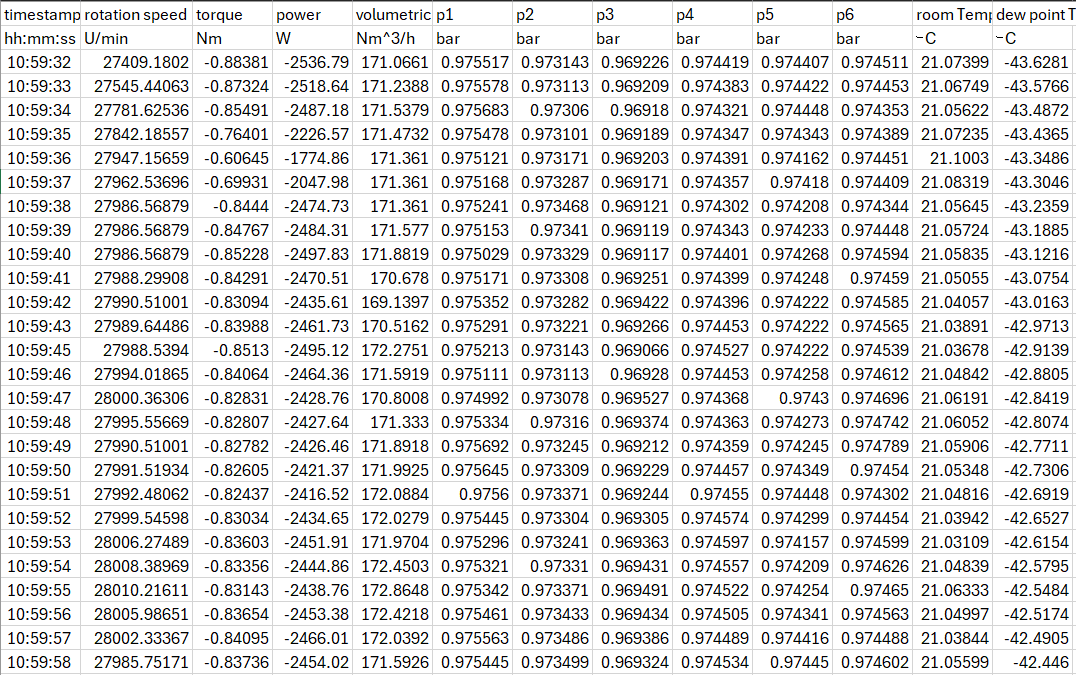 timestamp rotation speed torque power volumetric p1 p2 p3 p4 p5 p6 room Temp dew point T
hh:mm:ss U/min Nm W Nm^3/h bar bar bar bar bar bar ~C ~C
10:59:32 27409.1802 -0.88381 -2536.79 171.0661 0.975517 0.973143 0.969226 0.974419 0.974407 0.974511 21.07399 -43.6281
10:59:33 27545.44063 -0.87324 -2518.64 171.2388 0.975578 0.973113 0.969209 0.974383 0.974422 0.974453 21.06749 -43.5766
10:59:34 27781.62536 -0.85491 -2487.18 171.5379 0.975683 0.97306 0.96918 0.974321 0.974448 0.974353 21.05622 -43.4872
10:59:35 27842.18557 -0.76401 -2226.57 171.4732 0.975478 0.973101 0.969189 0.974347 0.974343 0.974389 21.07235 -43.4365
10:59:36 27947.15659 -0.60645 -1774.86 171.361 0.975121 0.973171 0.969203 0.974391 0.974162 0.974451 21.1003 -43.3486
10:59:37 27962.53696 -0.69931 -2047.98 171.361 0.975168 0.973287 0.969171 0.974357 0.97418 0.974409 21.08319 -43.3046
10:59:38 27986.56879 -0.8444 -2474.73 171.361 0.975241 0.973468 0.969121 0.974302 0.974208 0.974344 21.05645 -43.2359
10:59:39 27986.56879 -0.84767 -2484.31 171.577 0.975153 0.97341 0.969119 0.974343 0.974233 0.974448 21.05724 -43.1885
10:59:40 27986.56879 -0.85228 -2497.83 171.8819 0.975029 0.973329 0.969117 0.974401 0.974268 0.974594 21.05835 -43.1216
10:59:41 27988.29908 -0.84291 -2470.51 170.678 0.975171 0.973308 0.969251 0.974399 0.974248 0.97459 21.05055 -43.0754
10:59:42 27990.51001 -0.83094 -2435.61 169.1397 0.975352 0.973282 0.969422 0.974396 0.974222 0.974585 21.04057 -43.0163
10:59:43 27989.64486 -0.83988 -2461.73 170.5162 0.975291 0.973221 0.969266 0.974453 0.974222 0.974565 21.03891 -42.9713
10:59:45 27988.5394 -0.8513 -2495.12 172.2751 0.975213 0.973143 0.969066 0.974527 0.974222 0.974539 21.03678 -42.9139
10:59:46 27994.01865 -0.84064 -2464.36 171.5919 0.975111 0.973113 0.96928 0.974453 0.974258 0.974612 21.04842 -42.8805
10:59:47 28000.36306 -0.82831 -2428.76 170.8008 0.974992 0.973078 0.969527 0.974368 0.9743 0.974696 21.06191 -42.8419
10:59:48 27995.55669 -0.82807 -2427.64 171.333 0.975334 0.97316 0.969374 0.974363 0.974273 0.974742 21.06052 -42.8074
10:59:49 27990.51001 -0.82782 -2426.46 171.8918 0.975692 0.973245 0.969212 0.974359 0.974245 0.974789 21.05906 -42.7711
10:59:50 27991.51934 -0.82605 -2421.37 171.9925 0.975645 0.973309 0.969229 0.974457 0.974349 0.97454 21.05348 -42.7306
10:59:51 27992.48062 -0.82437 -2416.52 172.0884 0.9756 0.973371 0.969244 0.97455 0.974448 0.974302 21.04816 -42.6919
10:59:52 27999.54598 -0.83034 -2434.65 172.0279 0.975445 0.973304 0.969305 0.974574 0.974299 0.974454 21.03942 -42.6527
10:59:53 28006.27489 -0.83603 -2451.91 171.9704 0.975296 0.973241 0.969363 0.974597 0.974157 0.974599 21.03109 -42.6154
10:59:54 28008.38969 -0.83356 -2444.86 172.4503 0.975321 0.97331 0.969431 0.974557 0.974209 0.974626 21.04839 -42.5795
10:59:55 28010.21611 -0.83143 -2438.76 172.8648 0.975342 0.973371 0.969491 0.974522 0.974254 0.97465 21.06333 -42.5484
10:59:56 28005.98651 -0.83654 -2453.38 172.4218 0.975461 0.973433 0.969434 0.974505 0.974341 0.974563 21.04997 -42.5174
10:59:57 28002.33367 -0.84095 -2466.01 172.0392 0.975563 0.973486 0.969386 0.974489 0.974416 0.974488 21.03844 -42.4905
10:59:58 27985.75171 -0.83736 -2454.02 171.5926 0.975445 0.973499 0.969324 0.974534 0.97445 0.974602 21.05599 -42.446